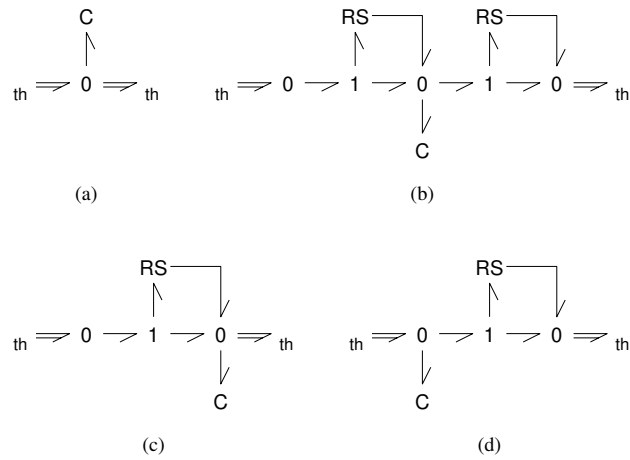 C
th 0 th
(a)
RS RS
th 0 1 0 1 0 th
C
(b)
RS
th 0 1 0 th
C
(c)
RS
th 0 1 0 th
C
(d)